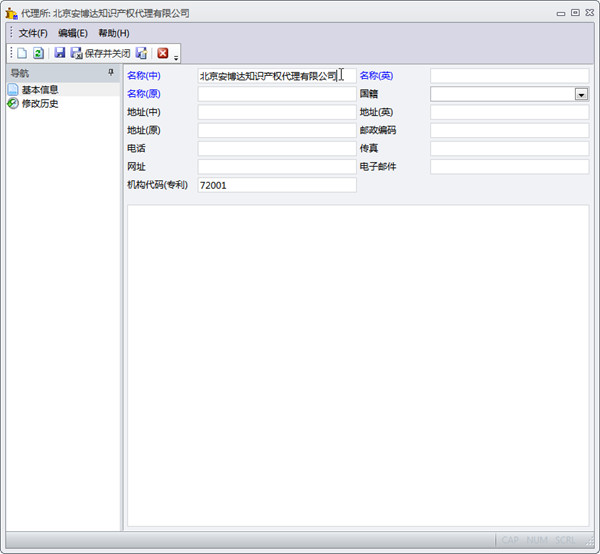 代理所: 北京安博达知识产权代理有限公司
文件(F) 编辑(E) 帮助(H)
保存并关闭
导航
基本信息
修改历史
名称(中) 北京安博达知识产权代理有限公司 名称(英)
名称(原) 国籍
地址(中) 地址(英)
地址(原) 邮政编码
电话 传真
网址 电子邮件
机构代码(专利) 72001
CAP NUM SCRL